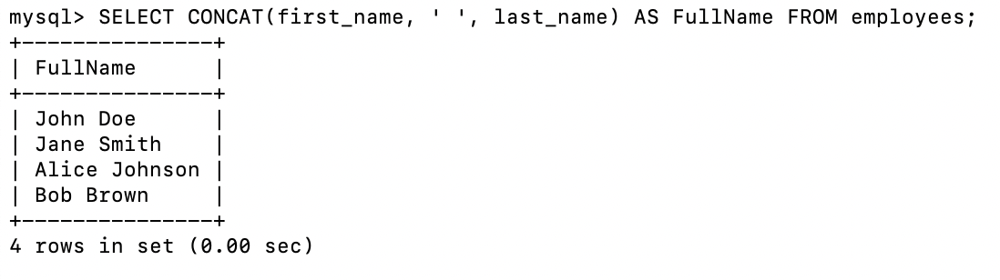 mysql> SELECT CONCAT(first_name, ' ', last_name) AS FullName FROM employees;
+---------------+
| FullName      |
+---------------+
| John Doe      |
| Jane Smith    |
| Alice Johnson |
| Bob Brown     |
+---------------+
4 rows in set (0.00 sec)